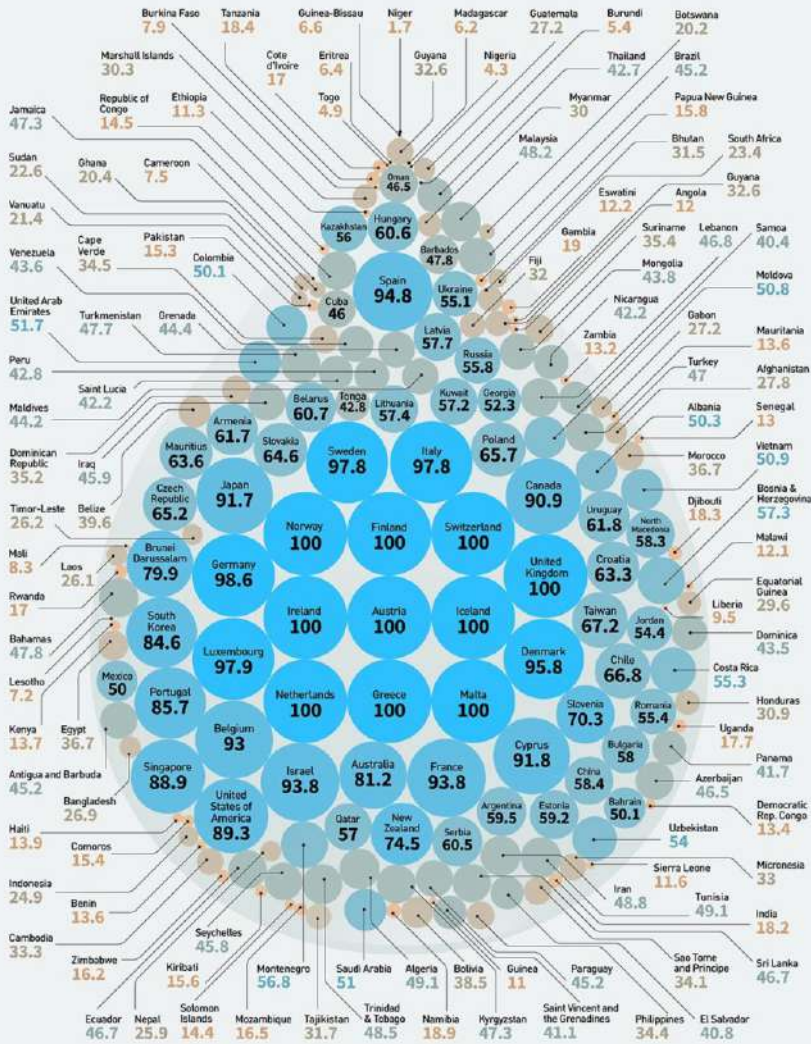 Burkina Faso
7.9
Tanzania
18.4
Guinea-Bissau
6.6
Niger
1.7
Madagascar
6.2
Guatemala
27.2
Burundi
5.4
Botswana
20.2
Marshall Islands
30.3
Cote
d'Ivoire
17
Eritrea
6.4
Guyana
32.6
Nigeria
4.3
Thailand
42.7
Brazil
45.2
Jamaica
47.3
Republic of
Congo
14.5
Ethiopia
11.3
Togo
4.9
Myanmar
30
Papua New Guinea
15.8
Sudan
22.6
Ghana
20.4
Cameroon
7.5
Oman
46.5
Malaysia
48.2
Bhutan
31.5
South Africa
23.4
Vanuatu
21.4
Kazakhstan
56
Hungary
60.6
Eswatini
12.2
Angola
12
Guyana
32.6
Venezuela
43.6
Cape
Verde
34.5
Pakistan
15.3
Colombia
50.1
Barbados
47.8
Gambia
19
Suriname
35.4
Lebanon
46.8
Samoa
40.4
Spain
94.8
Fiji
32
Mongolia
43.8
United Arab
Emirates
51.7
Turkmenistan
47.7
Grenada
44.4
Cuba
46
Ukraine
55.1
Nicaragua
42.2
Moldova
50.8
Peru
42.8
Latvia
57.7
Russia
55.8
Zambia
13.2
Gabon
27.2
Mauritania
13.6
Saint Lucia
42.2
Turkey
47
Afghanistan
27.8
Maldives
44.2
Belarus
60.7
Tonga
42.8
Lithuania
57.4
Kuwait
57.2
Georgia
52.3
Albania
50.3
Senegal
13
Armenia
61.7
Dominican
Republic
35.2
Iraq
45.9
Mauritius
63.6
Slovakia
64.6
Sweden
97.8
Italy
97.8
Poland
65.7
Morocco
36.7
Vietnam
50.9
Timor-Leste
26.2
Belize
39.6
Czech
Republic
65.2
Japan
91.7
Canada
90.9
Djibouti
18.3
Bosnia &
Herzegovina
57.3
Uruguay
61.8
North
Macedonia
58.3
Norway
100
Finland
100
Switzerland
100
Mali
8.3
Laos
26.1
Brunei
Darussalam
79.9
Germany
98.6
United
Kingdom
100
Croatia
63.3
Malawi
12.1
Rwanda
17
Equatorial
Guinea
29.6
Liberia
9.5
Bahamas
47.8
South
Korea
84.6
Ireland
100
Austria
100
Iceland
100
Taiwan
67.2
Jordan
54.4
Dominica
43.5
Lesotho
7.2
Mexico
50
Luxembourg
97.9
Denmark
95.8
Chile
66.8
Costa Rica
55.3
Kenya
13.7
Egypt
36.7
Portugal
85.7
Netherlands
100
Greece
100
Malta
100
Slovenia
70.3
Romania
55.4
Honduras
30.9
Uganda
17.7
Antigua and Barbuda
45.2
Belgium
93
Bulgaria
58
Panama
41.7
Bangladesh
26.9
Singapore
88.9
Israel
93.8
Australia
81.2
France
93.8
Cyprus
91.8
China
58.4
Azerbaijan
46.5
Haiti
13.9
United
States of
America
89.3
Qatar
57
New
Zealand
74.5
Serbia
60.5
Argentina
59.5
Estonia
59.2
Bahrain
50.1
Democratic
Rep. Congo
13.4
Comoros
15.4
Uzbekistan
54
Indonesia
24.9
Sierra Leone
11.6
Micronesia
33
Benin
13.6
Iran
48.8
Tunisia
49.1
India
18.2
Cambodia
33.3
Seychelles
45.8
Zimbabwe
16.2
Kiribati
15.6
Montenegro
56.8
Saudi Arabia
51
Algeria
49.1
Bolivia
38.5
Guinea
11
Paraguay
45.2
Sao Tome
and Principe
34.1
Sri Lanka
46.7
Ecuador
46.7
Nepal
25.9
Solomon
Islands
14.4
Mozambique
16.5
Tajikistan
31.7
Trinidad
& Tobago
48.5
Namibia
18.9
Kyrgyzstan
47.3
Saint Vincent and
the Grenadines
41.1
Philippines
34.4
El Salvador
40.8